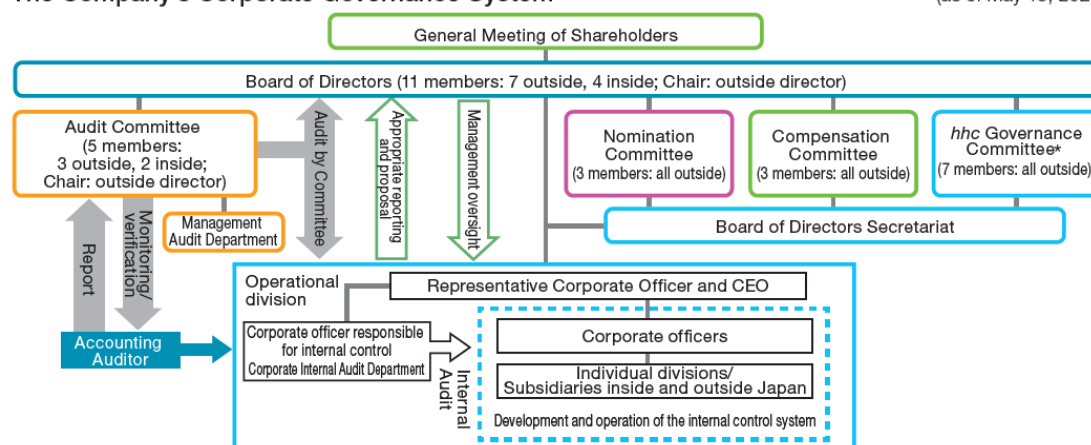 The Company's Corporate Governance System
General Meeting of Shareholders
Board of Directors (11 members: 7 outside, 4 inside; Chair: outside director)
Audit Committee
(5 members:
3 outside, 2 inside;
Chair: outside director)
Audit by Committee
Appropriate reporting
and proposal
Management oversight
Nomination
Committee
(3 members: all outside)
Compensation
Committee
(3 members: all outside)
hhc Governance
Committee*
(7 members: all outside)
Management
Audit Department
Board of Directors Secretariat
Report
Monitoring/
verification
Accounting
Auditor
Operational
division
Representative Corporate Officer and CEO
Corporate officer responsible
for internal control
Corporate Internal Audit Department
Internal
Audit
Corporate officers
Individual divisions/
Subsidiaries inside and outside Japan
Development and operation of the internal control system